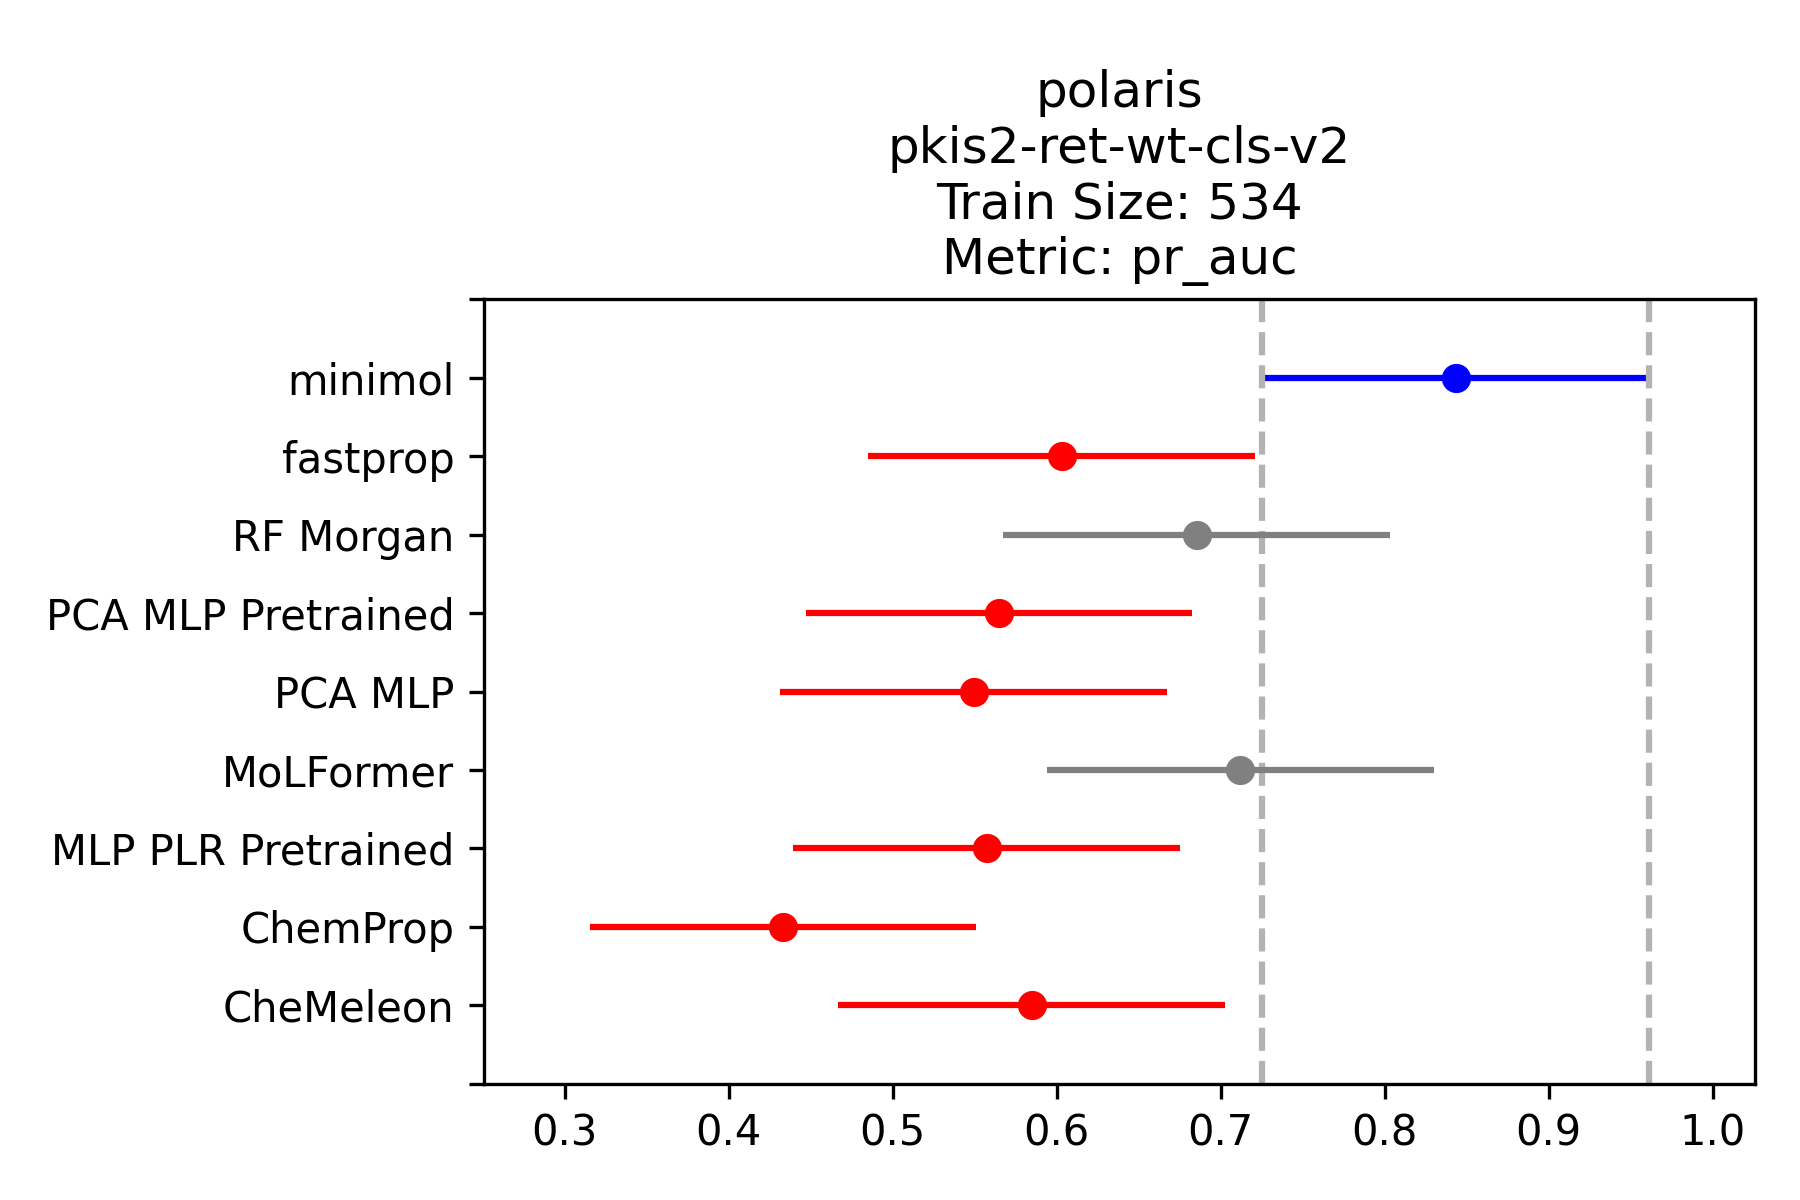 polaris
pkis2-ret-wt-cls-v2
Train Size: 534
Metric: pr_auc
minimol
fastprop
RF Morgan
PCA MLP Pretrained
PCA MLP
MoLFormer
MLP PLR Pretrained
ChemProp
CheMeleon
0.3 0.4 0.5 0.6 0.7 0.8 0.9 1.0